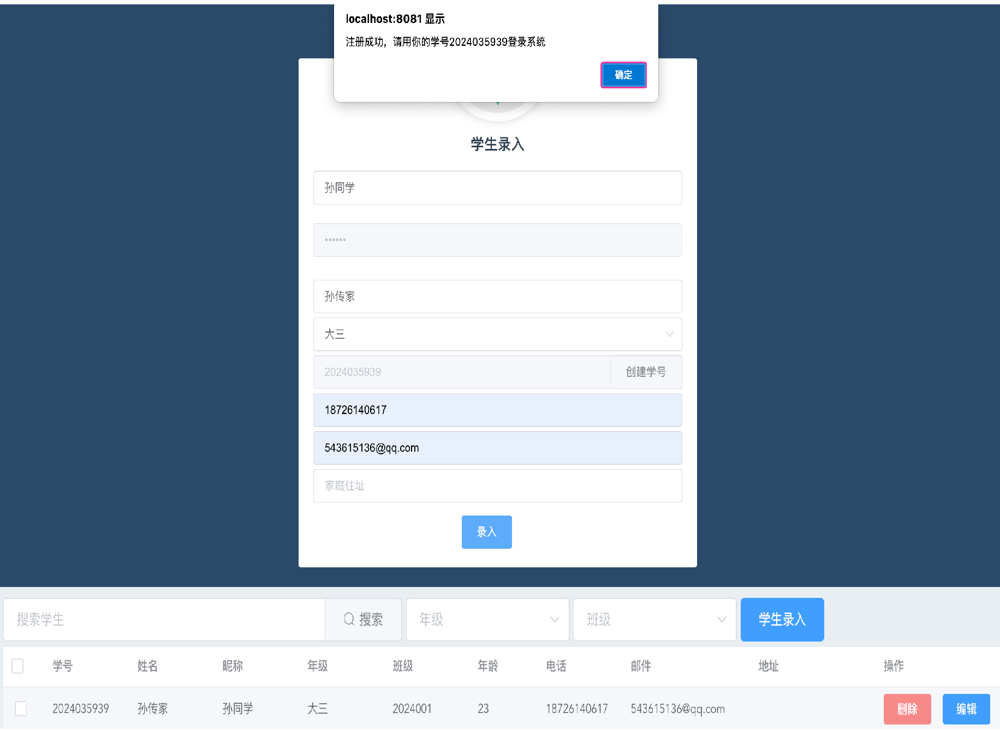 localhost:8081 显示
注册成功，请用你的学号2024035939登录系统
确定
学生录入
孙同学
••••••
孙传家
大三
2024035939 创建学号
18726140617
543615136@qq.com
家庭住址
录入
搜索学生 搜索 年级 班级 学生录入
学号 姓名 昵称 年级 班级 年龄 电话 邮件 地址 操作
2024035939 孙传家 孙同学 大三 2024001 23 18726140617 543615136@qq.com 删除 编辑